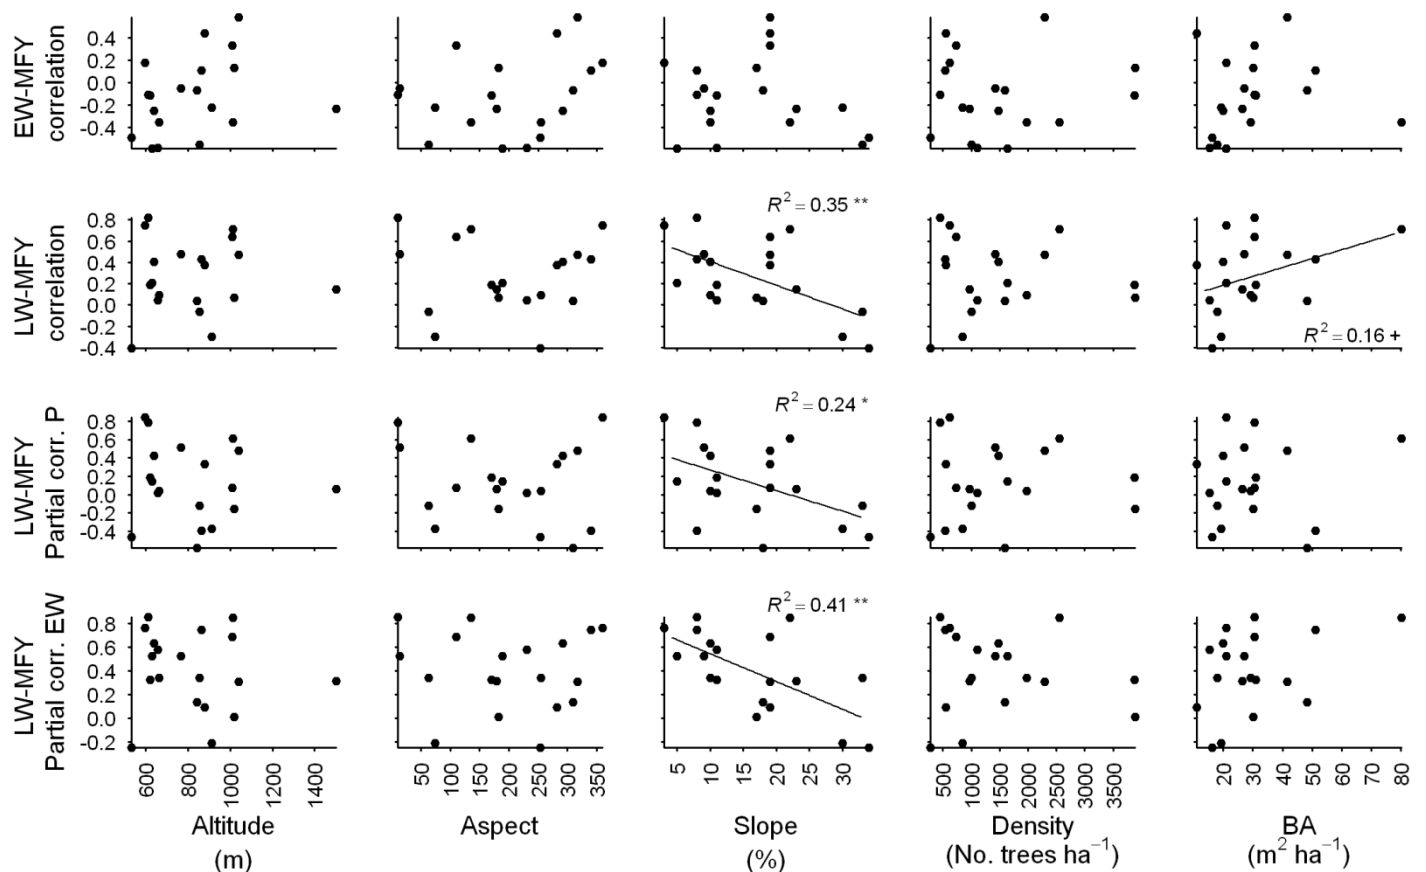 EW-MFY
correlation
0.4
0.2
0.0
-0.2
-0.4
LW-MFY
correlation
0.8
0.6
0.4
0.2
0.0
-0.2
-0.4
R² = 0.35 **
R² = 0.16 +
LW-MFY
Partial corr. P
0.8
0.6
0.4
0.2
0.0
-0.2
-0.4
R² = 0.24 *
LW-MFY
Partial corr. EW
0.8
0.6
0.4
0.2
0.0
-0.2
R² = 0.41 **
600 800 1000 1200 1400
50 100 150 200 250 300 350
5 10 15 20 25 30
500 1000 1500 2000 2500 3000 3500
20 30 40 50 60 70 80
Altitude Aspect Slope Density BA
(m) (%) (No. trees ha⁻¹) (m² ha⁻¹)